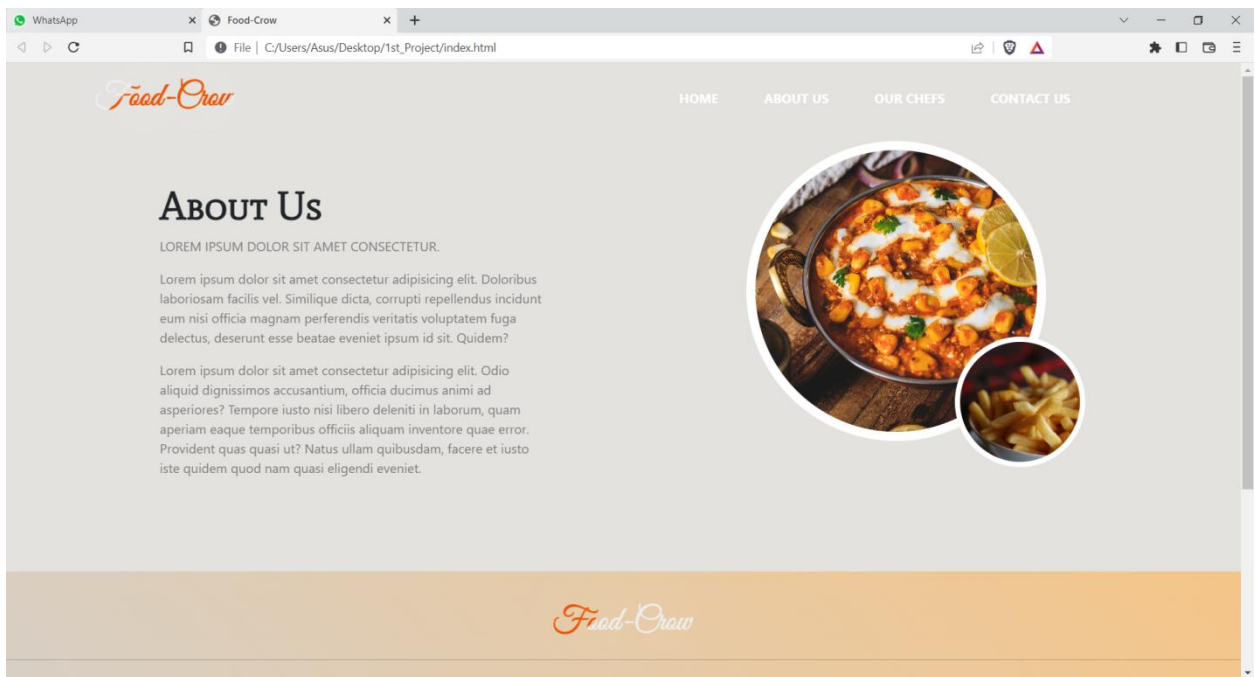 WhatsApp
Food-Crow
File | C:/Users/Asus/Desktop/1st_Project/index.html
Food-Crow
HOME ABOUT US OUR CHEFS CONTACT US
About Us
LOREM IPSUM DOLOR SIT AMET CONSECTETUR.
Lorem ipsum dolor sit amet consectetur adipisicing elit. Doloribus
laboriosam facilis vel. Similique dicta, corrupti repellendus incidunt
eum nisi officia magnam perferendis veritatis voluptatem fuga
delectus, deserunt esse beatae eveniet ipsum id sit. Quidem?
Lorem ipsum dolor sit amet consectetur adipisicing elit. Odio
aliquid dignissimos accusantium, officia ducimus animi ad
asperiores? Tempore iusto nisi libero deleniti in laborum, quam
aperiam eaque temporibus officiis aliquam inventore quae error.
Provident quas quasi ut? Natus ullam quibusdam, facere et iusto
iste quidem quod nam quasi eligendi eveniet.
Food-Crow